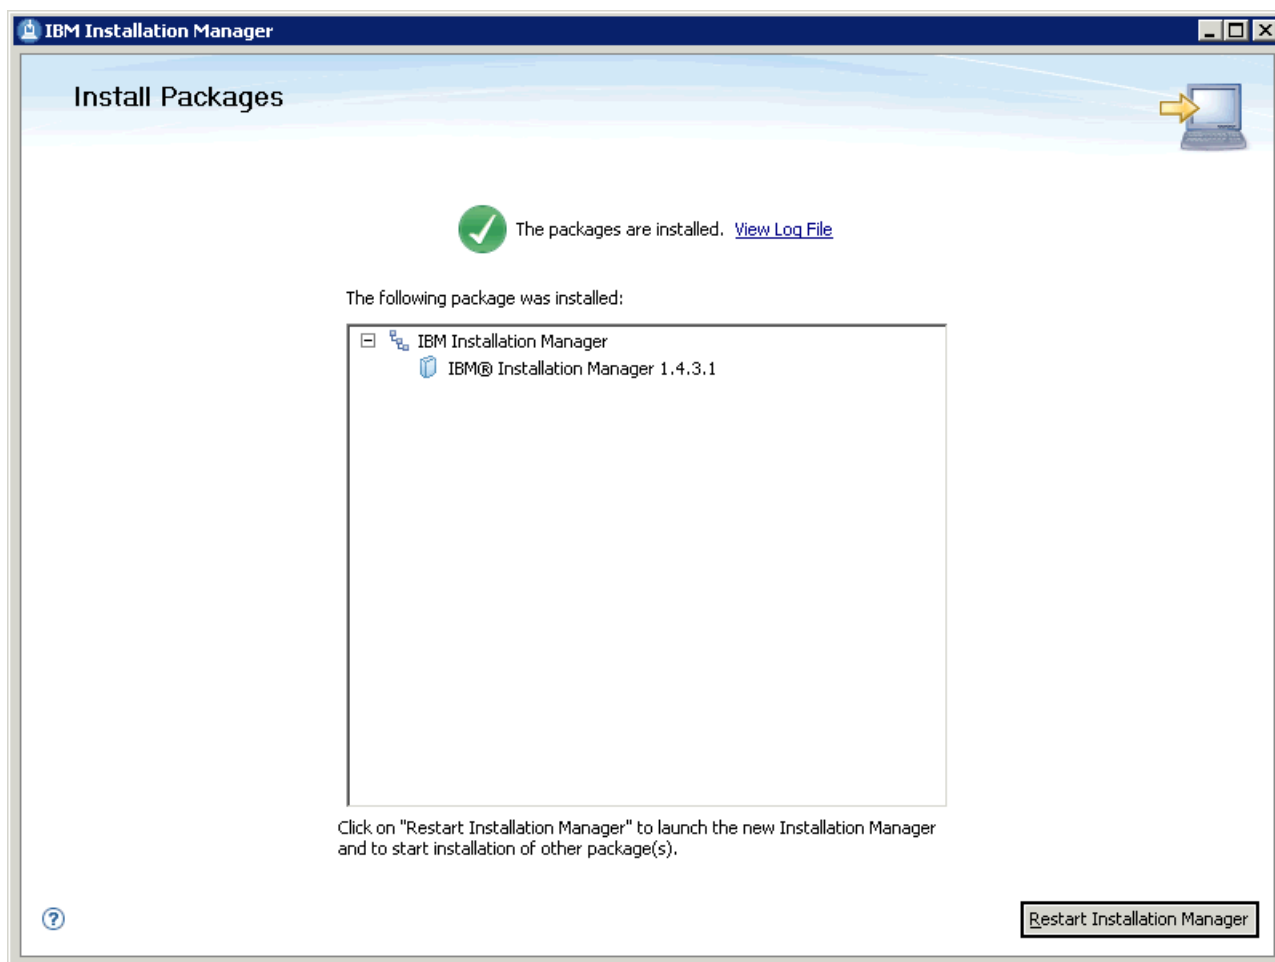 IBM Installation Manager
Install Packages
The packages are installed. View Log File
The following package was installed:
IBM Installation Manager
IBM® Installation Manager 1.4.3.1
Click on "Restart Installation Manager" to launch the new Installation Manager
and to start installation of other package(s).
?
Restart Installation Manager